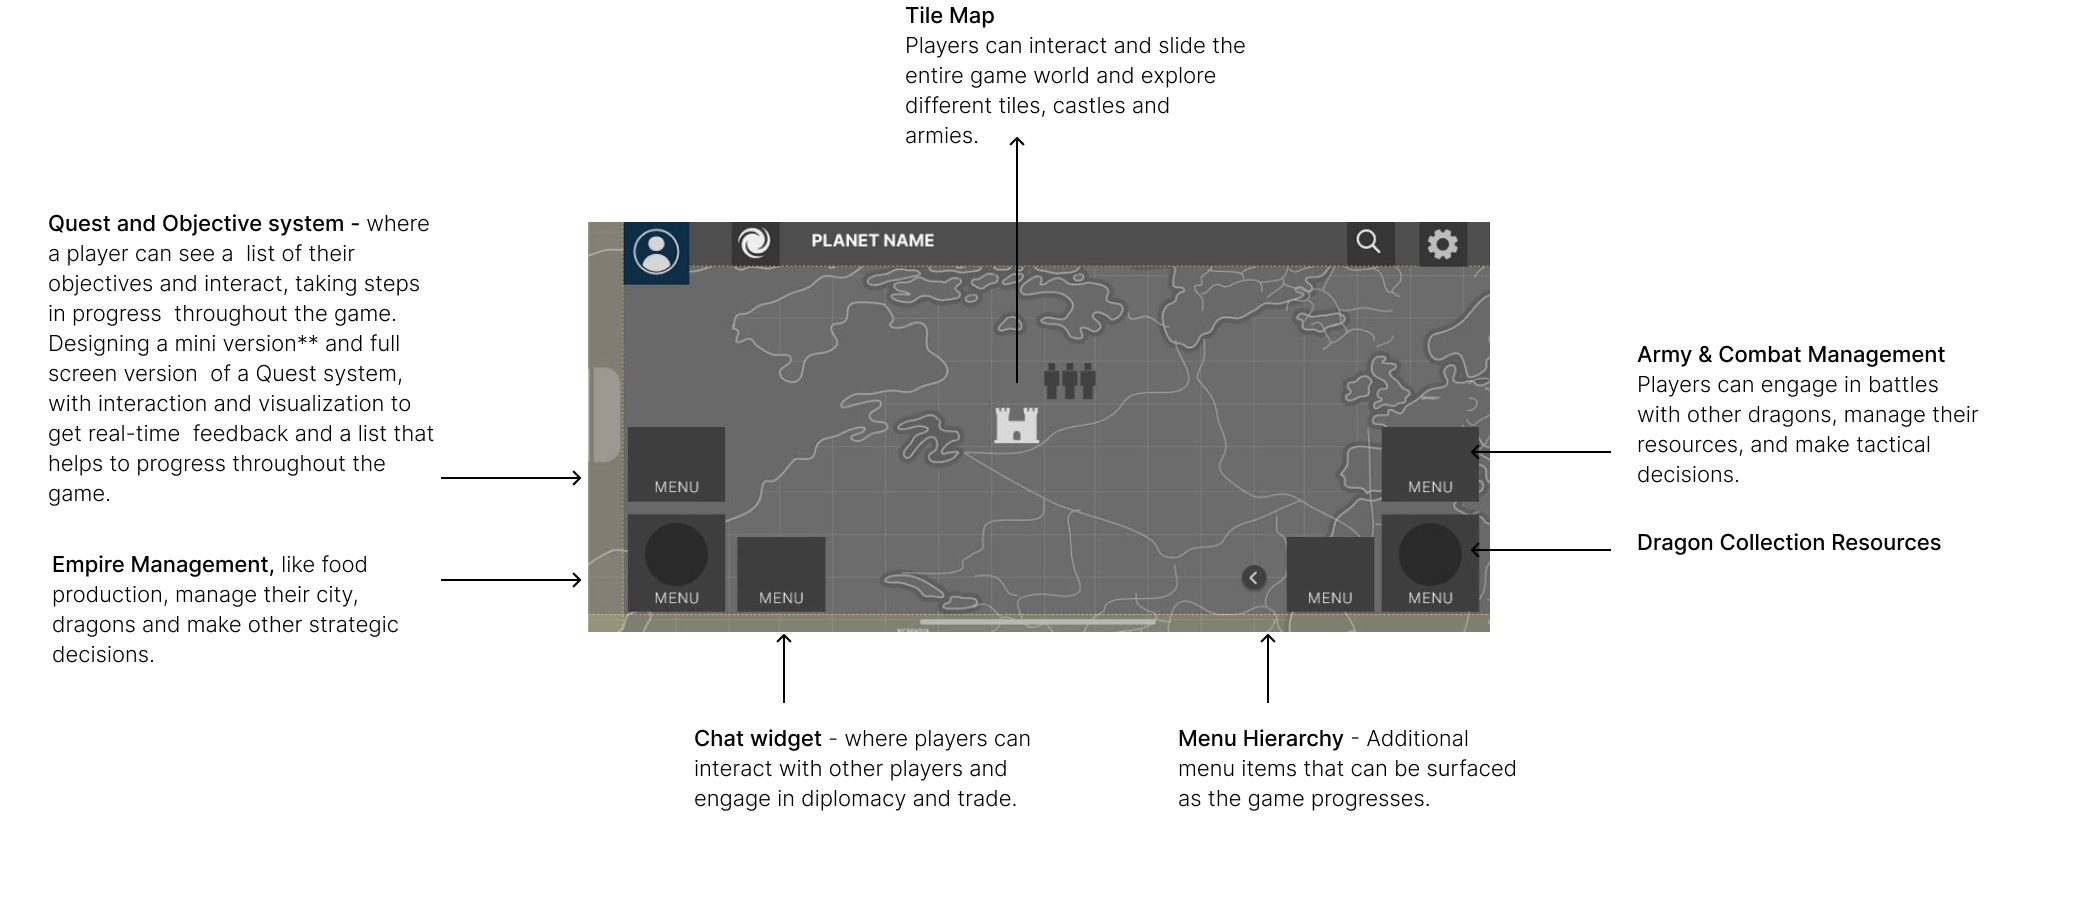 Tile Map
Players can interact and slide the
entire game world and explore
different tiles, castles and
armies.
Quest and Objective system - where
a player can see a  list of their
objectives and interact, taking steps
in progress  throughout the game.
Designing a mini version** and full
screen version  of a Quest system,
with interaction and visualization to
get real-time  feedback and a list that
helps to progress throughout the
game.
Empire Management, like food
production, manage their city,
dragons and make other strategic
decisions.
PLANET NAME
MENU
MENU
MENU
MENU
MENU
MENU
Army & Combat Management
Players can engage in battles
with other dragons, manage their
resources, and make tactical
decisions.
Dragon Collection Resources
Chat widget - where players can
interact with other players and
engage in diplomacy and trade.
Menu Hierarchy - Additional
menu items that can be surfaced
as the game progresses.